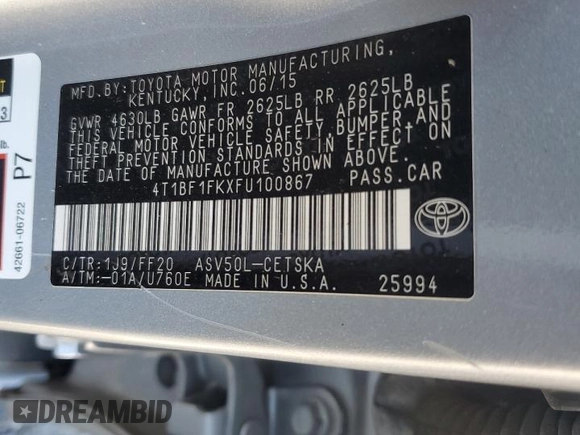 MFD.BY:TOYOTA MOTOR MANUFACTURING,
KENTUCKY, INC. 06/15
GVWR 4630LB GAWR FR 2625LB RR 2625LB
THIS VEHICLE CONFORMS TO ALL APPLICABLE
FEDERAL MOTOR VEHICLE SAFETY,BUMPER,AND
THEFT PREVENTION STANDARDS IN EFFECT ON
THE DATE OF MANUFACTURE SHOWN ABOVE.
4T1BF1FKXFU100867 PASS.CAR
C/TR:1J9/FF20 ASV50L-CETSKA
A/TM:-01A/U760E MADE IN U.S.A. 25994
P7
42661-06722
3
lb.
DREAMBID